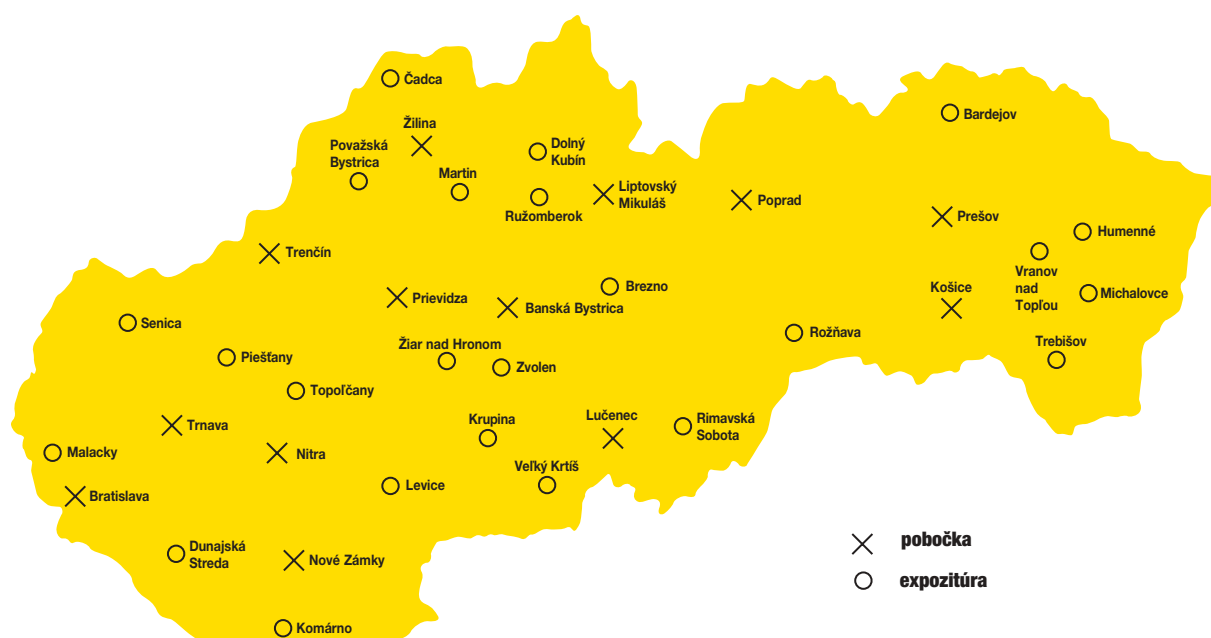 Čadca
Bardejov
Žilina
Považská
Bystrica
Dolný
Kubín
Martin
Liptovský
Mikuláš
Ružomberok
Poprad
Prešov
Humenné
Trenčín
Vranov
nad
Topľou
Brezno
Košice
Michalovce
Prievidza
Banská Bystrica
Senica
Rožňava
Trebišov
Žiar nad Hronom
Piešťany
Zvolen
Topoľčany
Krupina
Lučenec
Rimavská
Sobota
Trnava
Malacky
Nitra
Veľký Krtíš
Levice
Bratislava
Dunajská
Streda
Nové Zámky
Komárno
pobočka
expozitúra